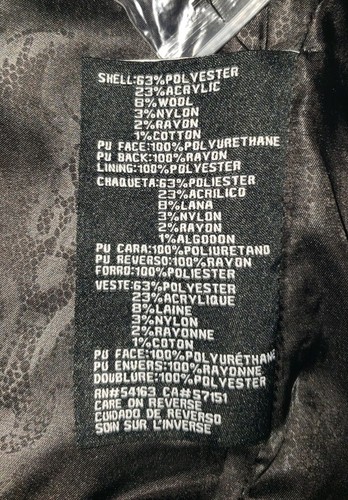 SHELL:63%POLYESTER
23%ACRYLIC
8%WOOL
3%NYLON
2%RAYON
1%COTTON
PU FACE:100%POLYURETHANE
PU BACK:100%RAYON
LINING:100%POLYESTER
CHAQUETA:63%POLIESTER
23%ACRILICO
8%LANA
3%NYLON
2%RAYON
1%ALGODON
PU CARA:100%POLIURETANO
PU REVERSO:100%RAYON
FORRO:100%POLIESTER
VESTE:63%POLYESTER
23%ACRYLIQUE
8%LAINE
3%NYLON
2%RAYONNE
1%COTON
PU FACE:100%POLYURÉTHANE
PU ENVERS:100%RAYONNE
DOUBLURE:100%POLYESTER
RN#54163 CA#57151
CARE ON REVERSE
CUIDADO DE REVERSO
SOIN SUR L'INVERSE